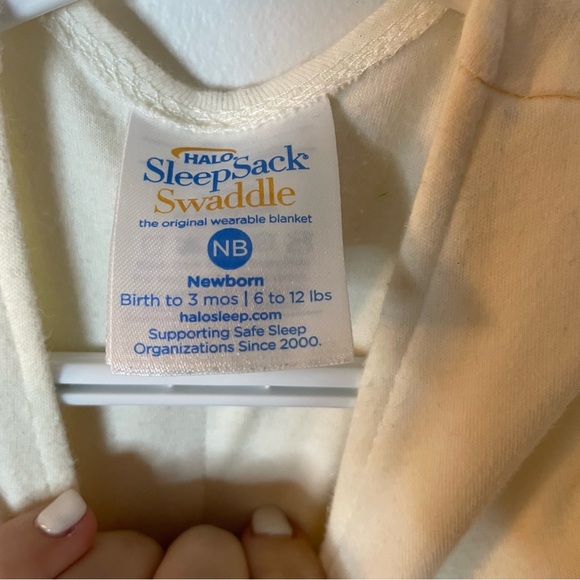 HALO
SleepSack
Swaddle
the original wearable blanket
NB
Newborn
Birth to 3 mos | 6 to 12 lbs
halosleep.com
Supporting Safe Sleep
Organizations Since 2000.